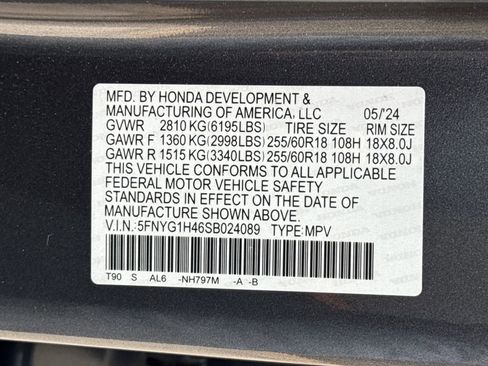 MFD. BY HONDA DEVELOPMENT &
MANUFACTURING OF AMERICA, LLC 05/'24
GVWR 2810 KG(6195LBS) TIRE SIZE RIM SIZE
GAWR F 1360 KG(2998LBS) 255/60R18 108H 18X8.0J
GAWR R 1515 KG(3340LBS) 255/60R18 108H 18X8.0J
THIS VEHICLE CONFORMS TO ALL APPLICABLE
FEDERAL MOTOR VEHICLE SAFETY
STANDARDS IN EFFECT ON THE DATE OF
MANUFACTURE SHOWN ABOVE.
V.I.N.: 5FNYG1H46SB024089 TYPE: MPV
T90 S AL6 -NH797M -A -B